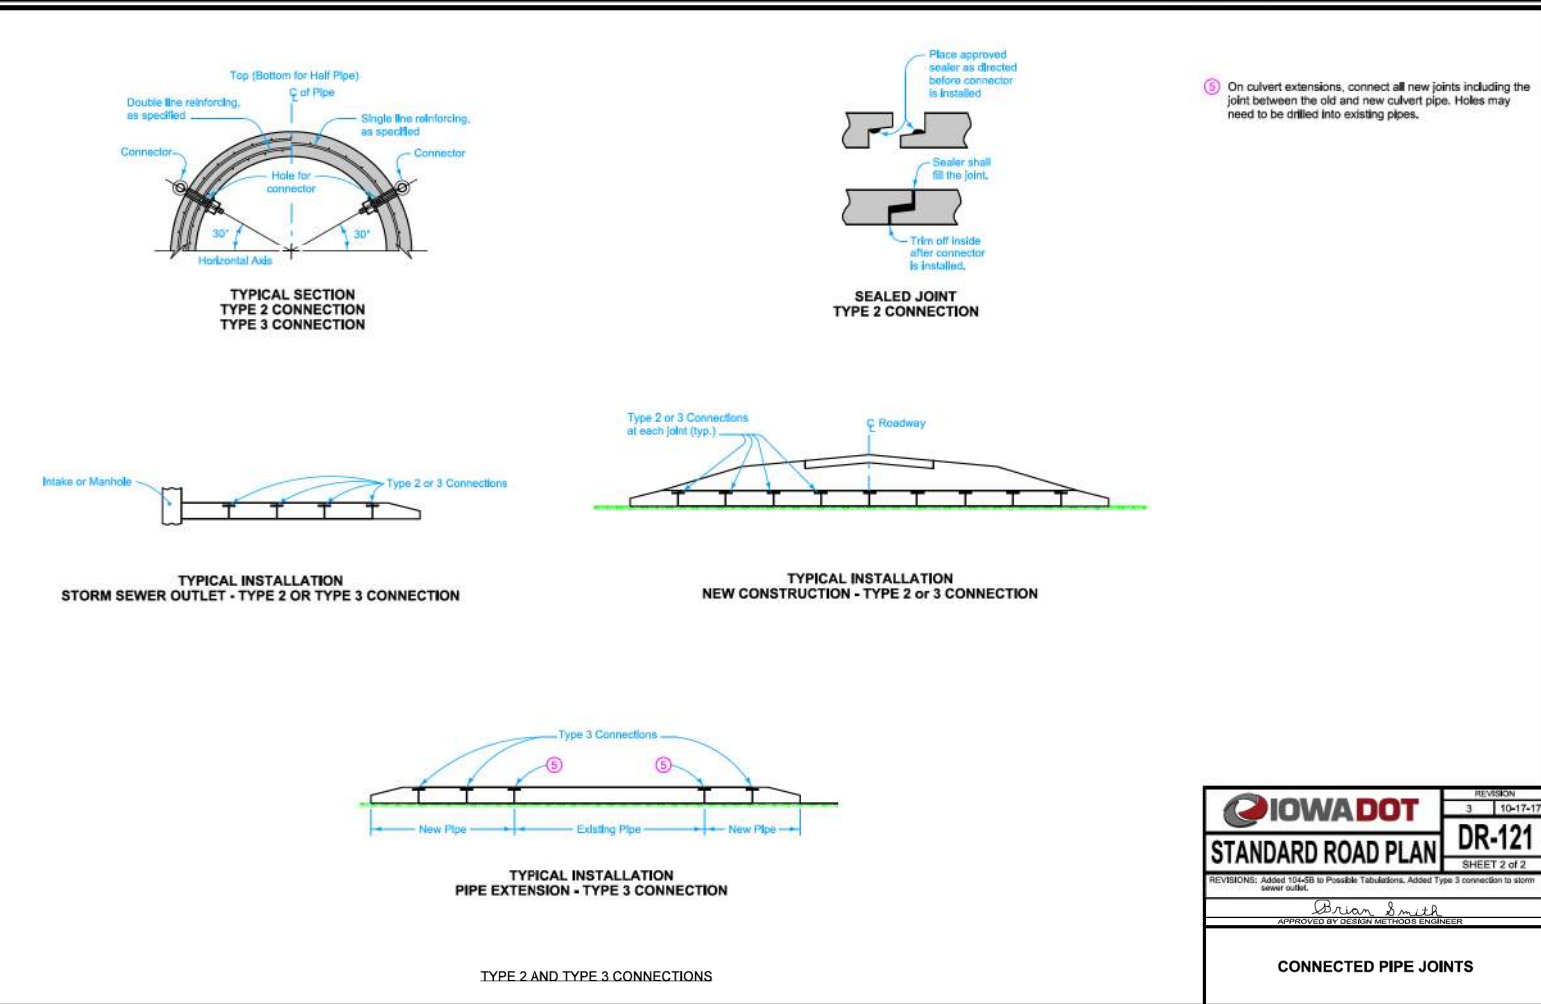 Top (Bottom for Half Pipe)
℄ of Pipe
Double line reinforcing,
as specified
Single line reinforcing,
as specified
Connector
Connector
Hole for
connector
30°
30°
Horizontal Axis
TYPICAL SECTION
TYPE 2 CONNECTION
TYPE 3 CONNECTION
Place approved
sealer as directed
before connector
is installed
Sealer shall
fill the joint.
Trim off inside
after connector
is installed.
SEALED JOINT
TYPE 2 CONNECTION
5 On culvert extensions, connect all new joints including the
joint between the old and new culvert pipe. Holes may
need to be drilled into existing pipes.
Intake or Manhole
Type 2 or 3 Connections
TYPICAL INSTALLATION
STORM SEWER OUTLET - TYPE 2 OR TYPE 3 CONNECTION
Type 2 or 3 Connections
at each joint (typ.)
℄ Roadway
TYPICAL INSTALLATION
NEW CONSTRUCTION - TYPE 2 or 3 CONNECTION
Type 3 Connections
5
5
New Pipe
Existing Pipe
New Pipe
TYPICAL INSTALLATION
PIPE EXTENSION - TYPE 3 CONNECTION
TYPE 2 AND TYPE 3 CONNECTIONS
IOWADOT
REVISION
3 10-17-17
STANDARD ROAD PLAN
DR-121
SHEET 2 of 2
REVISIONS: Added 104-5B to Possible Tabulations. Added Type 3 connection to storm
sewer outlet.
Brian Smith
APPROVED BY DESIGN METHODS ENGINEER
CONNECTED PIPE JOINTS